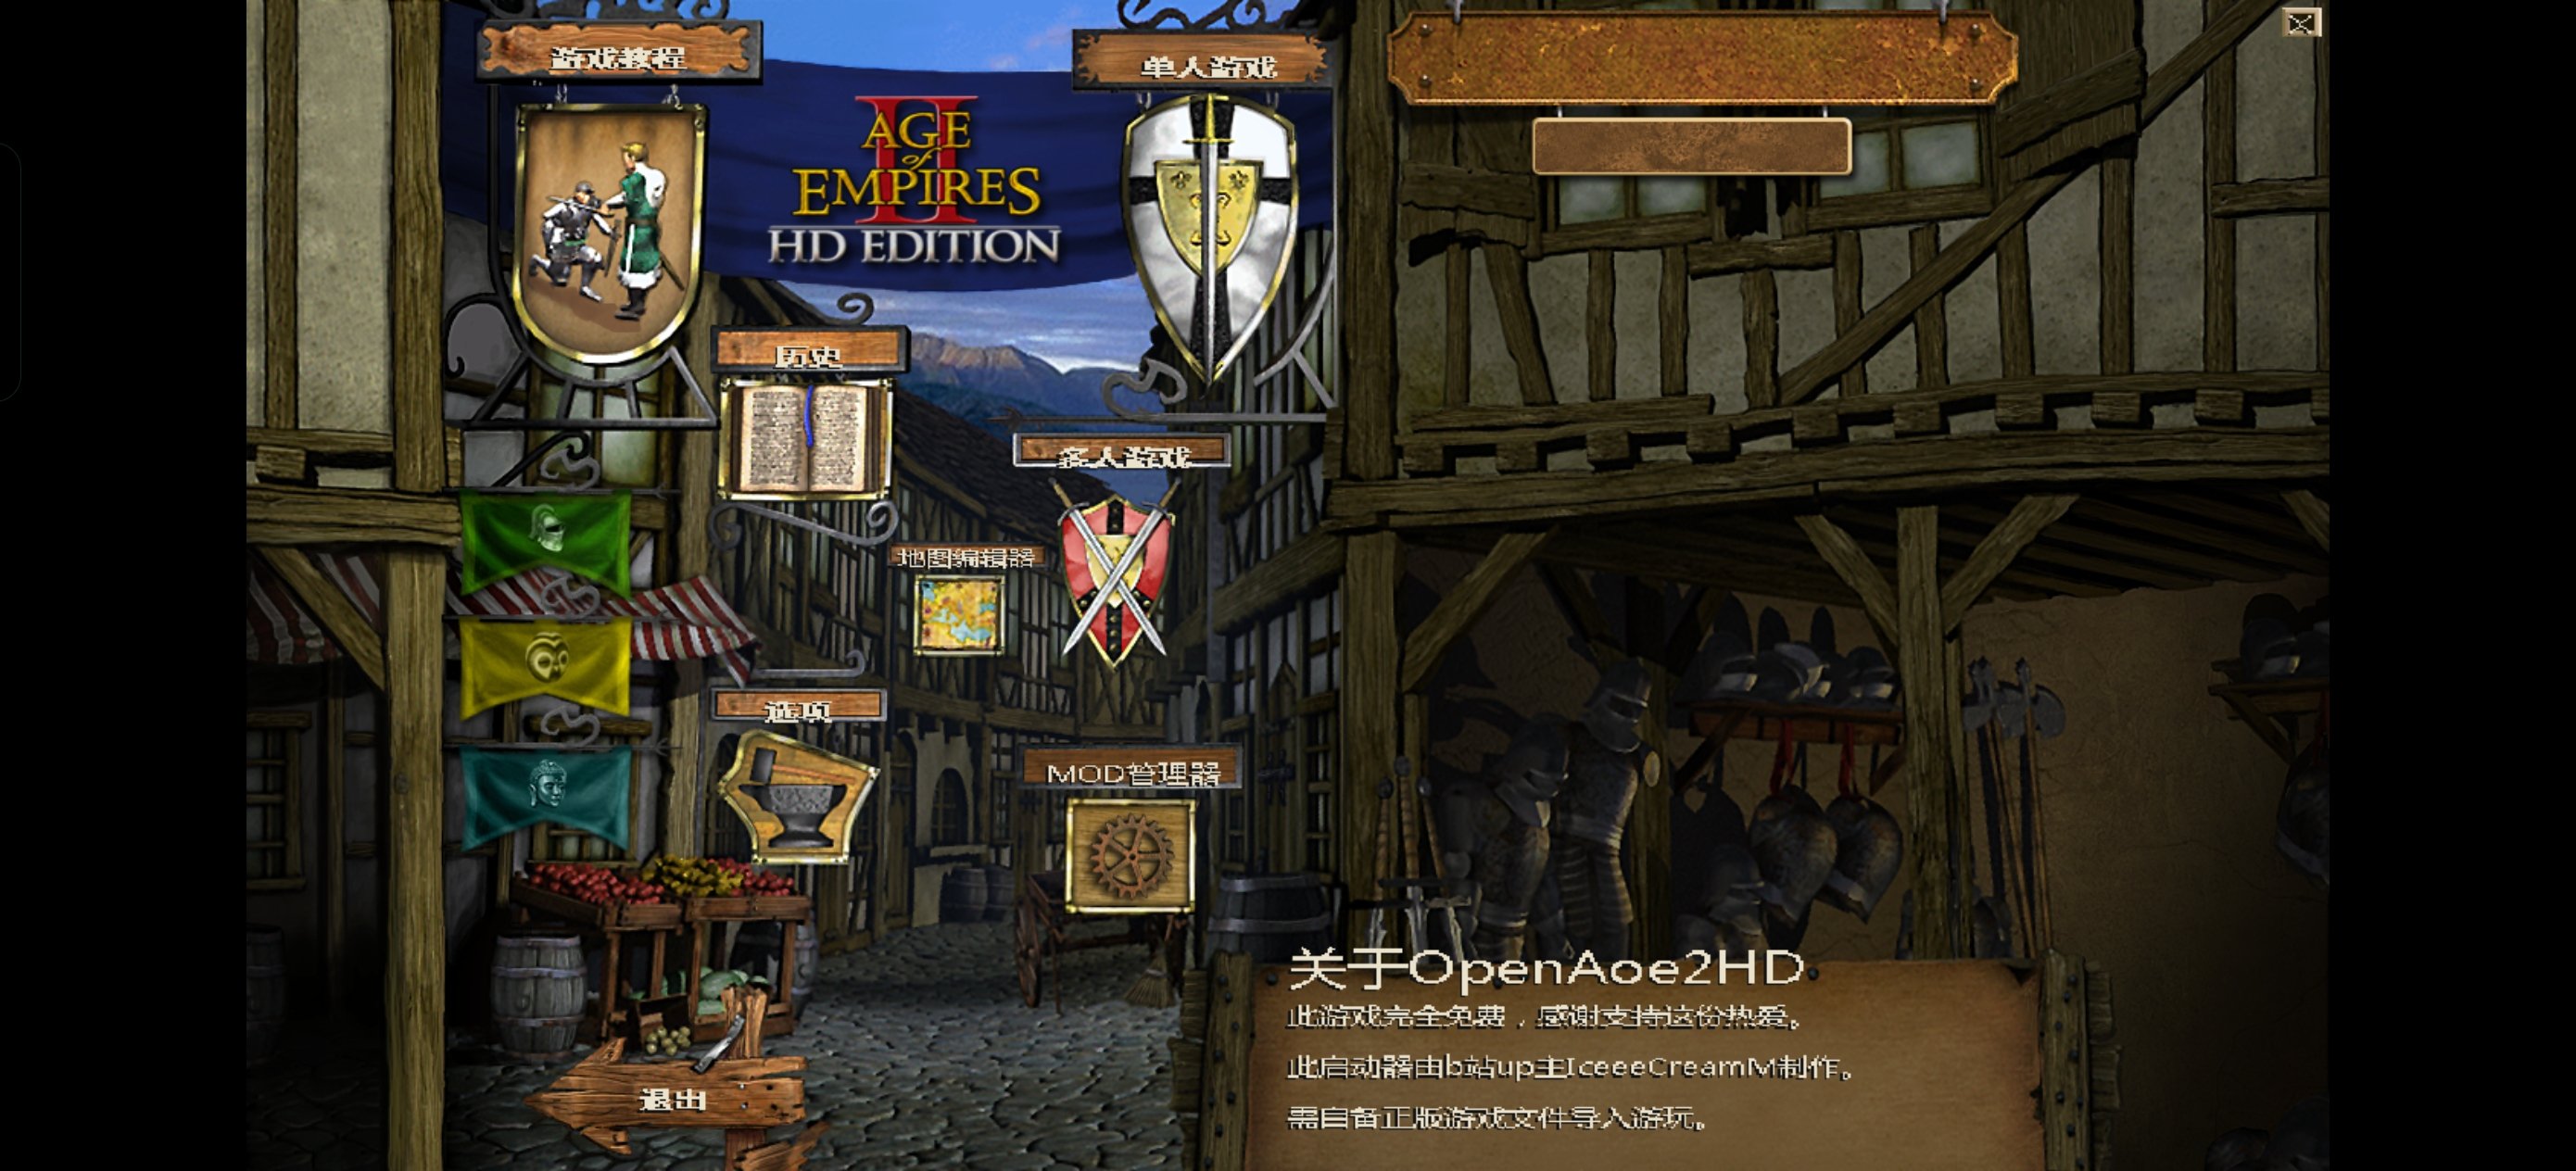 游戏教程
单人游戏
II
AGE
of
EMPIRES
HD EDITION
历史
多人游戏
地图编辑器
选项
MOD管理器
退出
关于OpenAoe2HD
此游戏完全免费，感谢支持这份热爱。
此启动器由b站up主IceeeCreamM制作。
需自备正版游戏文件导入游玩。